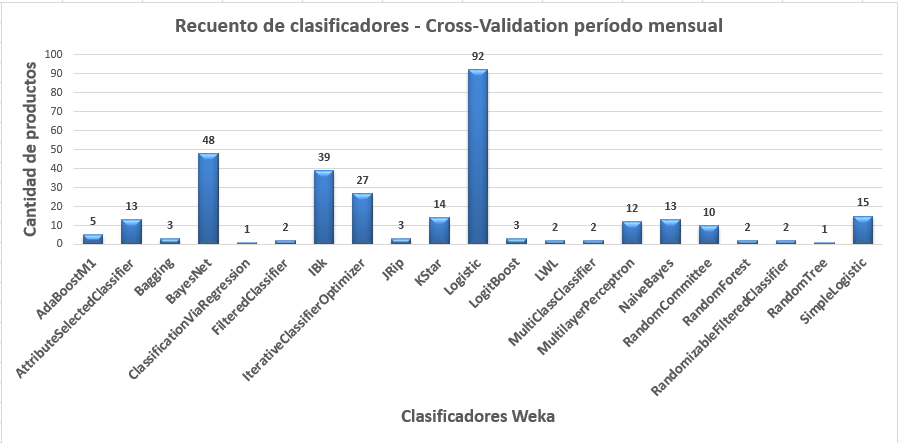 Recuento de clasificadores - Cross-Validation período mensual
Cantidad de productos
100
90
80
70
60
50
40
30
20
10
0
5
13
3
48
1
2
39
27
3
14
92
3
2
2
12
13
10
2
2
1
15
AdaBoostM1
AttributeSelectedClassifier
Bagging
BayesNet
ClassificationViaRegression
FilteredClassifier
IBk
IterativeClassifierOptimizer
JRip
KStar
Logistic
LogitBoost
LWL
MultiClassClassifier
MultilayerPerceptron
NaiveBayes
RandomCommittee
RandomForest
RandomizableFilteredClassifier
RandomTree
SimpleLogistic
Clasificadores Weka